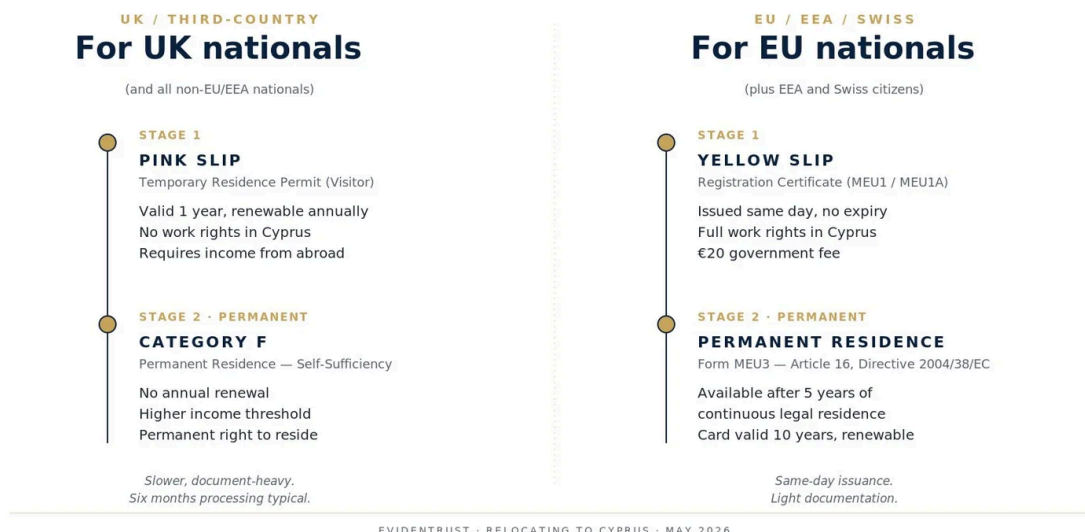 UK / THIRD-COUNTRY
For UK nationals
(and all non-EU/EEA nationals)
STAGE 1
PINK SLIP
Temporary Residence Permit (Visitor)
Valid 1 year, renewable annually
No work rights in Cyprus
Requires income from abroad
STAGE 2 · PERMANENT
CATEGORY F
Permanent Residence — Self-Sufficiency
No annual renewal
Higher income threshold
Permanent right to reside
Slower, document-heavy.
Six months processing typical.
EU / EEA / SWISS
For EU nationals
(plus EEA and Swiss citizens)
STAGE 1
YELLOW SLIP
Registration Certificate (MEU1 / MEU1A)
Issued same day, no expiry
Full work rights in Cyprus
€20 government fee
STAGE 2 · PERMANENT
PERMANENT RESIDENCE
Form MEU3 — Article 16, Directive 2004/38/EC
Available after 5 years of
continuous legal residence
Card valid 10 years, renewable
Same-day issuance.
Light documentation.
EVIDENTRUST · RELOCATING TO CYPRUS · MAY 2026